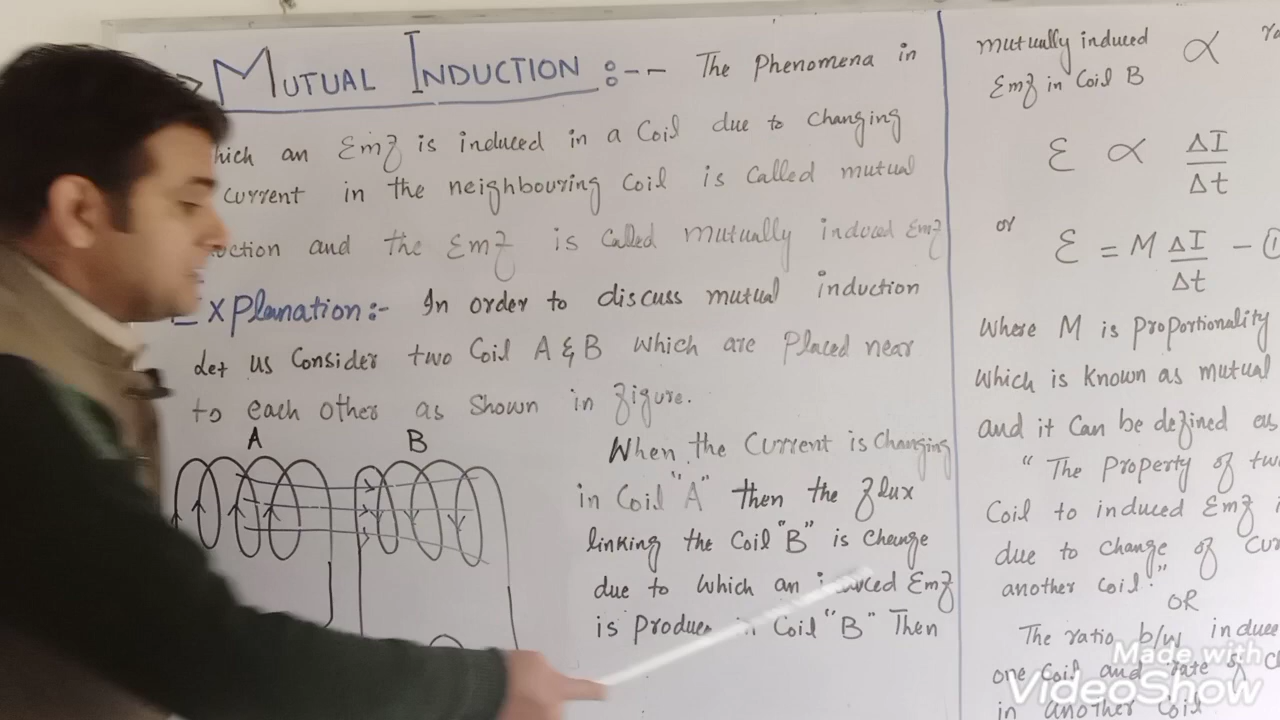 MUTUAL INDUCTION :-- The Phenomena in
which an Emf is induced in a Coil due to Changing
Current in the neighbouring Coil is Called mutual
uction and the Emf is Called mutually induced Emf
Explanation:- In order to discuss mutual induction
Let us Consider two Coil A & B which are Placed near
to each other as Shown in figure.
A B
When the Current is Changing
in Coil "A" then the flux
linking the Coil "B" is Change
due to which an induced Emf
is Produce in Coil "B" Then
mutually induced ∝
Emf in Coil B
ε ∝ ΔI
Δt
or
ε = M ΔI - ①
Δt
Where M is Proportionality
Which is known as mutual
and it Can be defined as
" The Property of two
Coil to induced Emf
due to change of Curr
another Coil."
OR
The ratio b/w induce
one Coil and rate of C
in another Coil
Made with
VideoShow